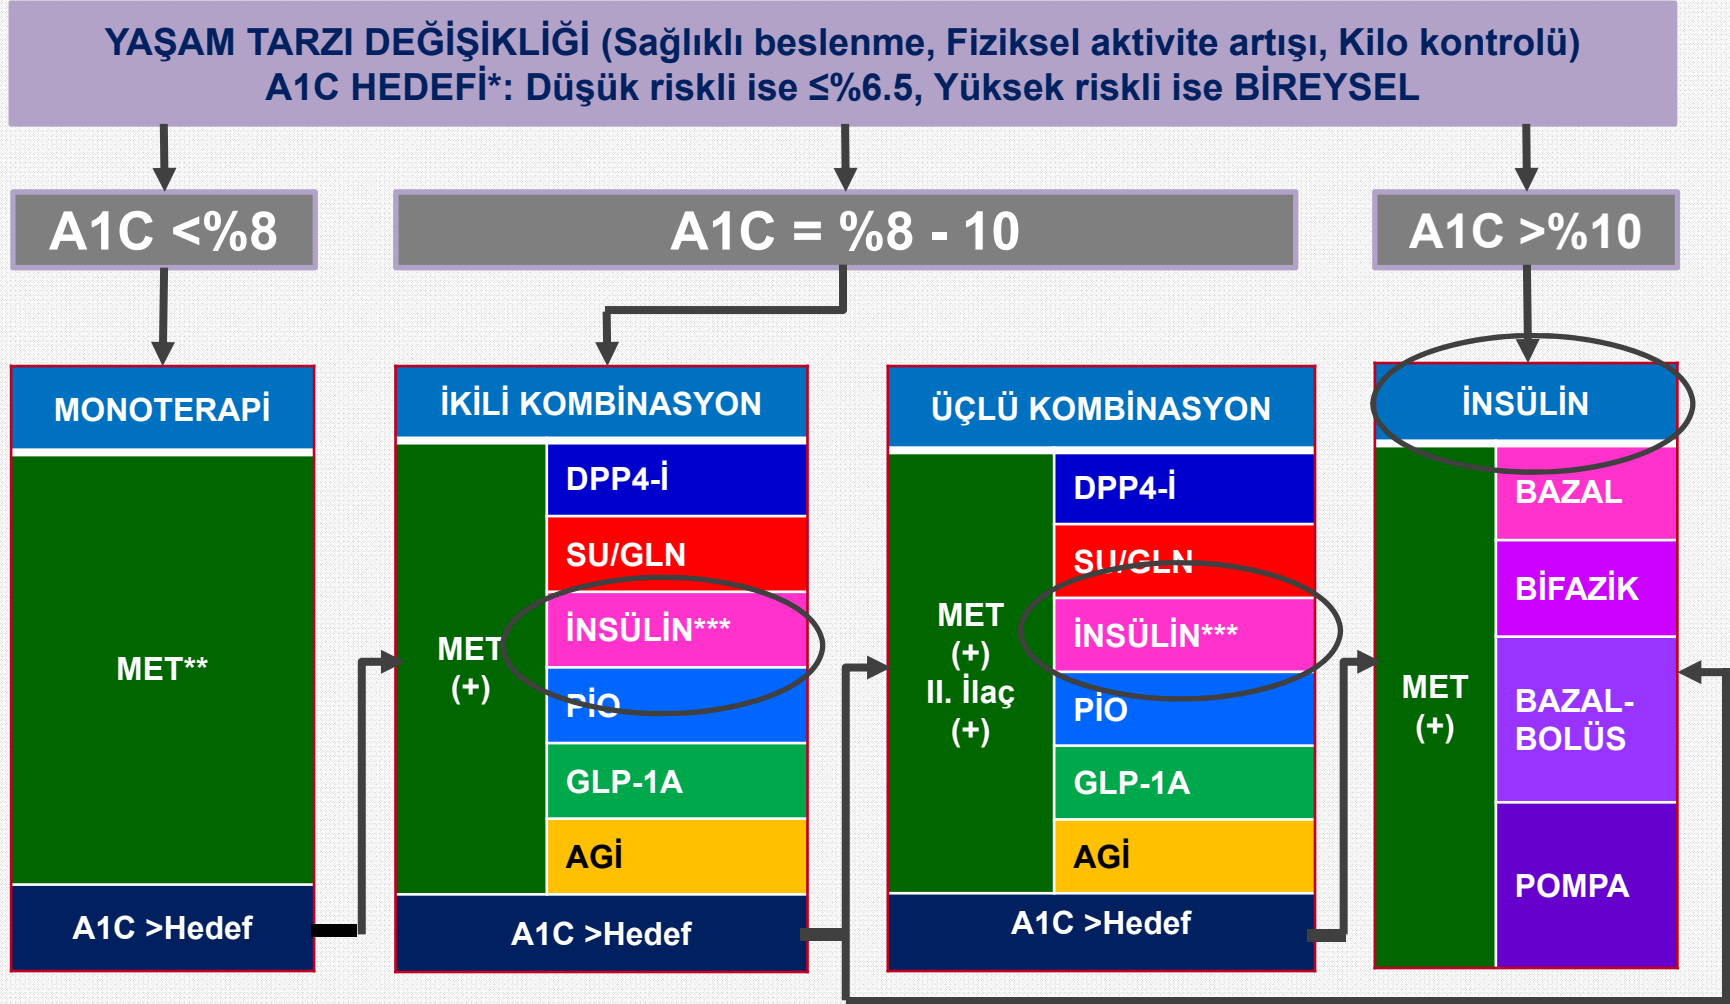 YAŞAM TARZI DEĞİŞİKLİĞİ (Sağlıklı beslenme, Fiziksel aktivite artışı, Kilo kontrolü)
A1C HEDEFİ*: Düşük riskli ise ≤%6.5, Yüksek riskli ise BİREYSEL
A1C <%8
A1C = %8 - 10
A1C >%10
MONOTERAPİ
MET**
A1C >Hedef
İKİLİ KOMBİNASYON
MET
(+)
DPP4-İ
SU/GLN
İNSÜLİN***
PİO
GLP-1A
AGİ
A1C >Hedef
ÜÇLÜ KOMBİNASYON
MET
(+)
II. İlaç
(+)
DPP4-İ
SU/GLN
İNSÜLİN***
PİO
GLP-1A
AGİ
A1C >Hedef
İNSÜLİN
MET
(+)
BAZAL
BİFAZİK
BAZAL-
BOLÜS
POMPA